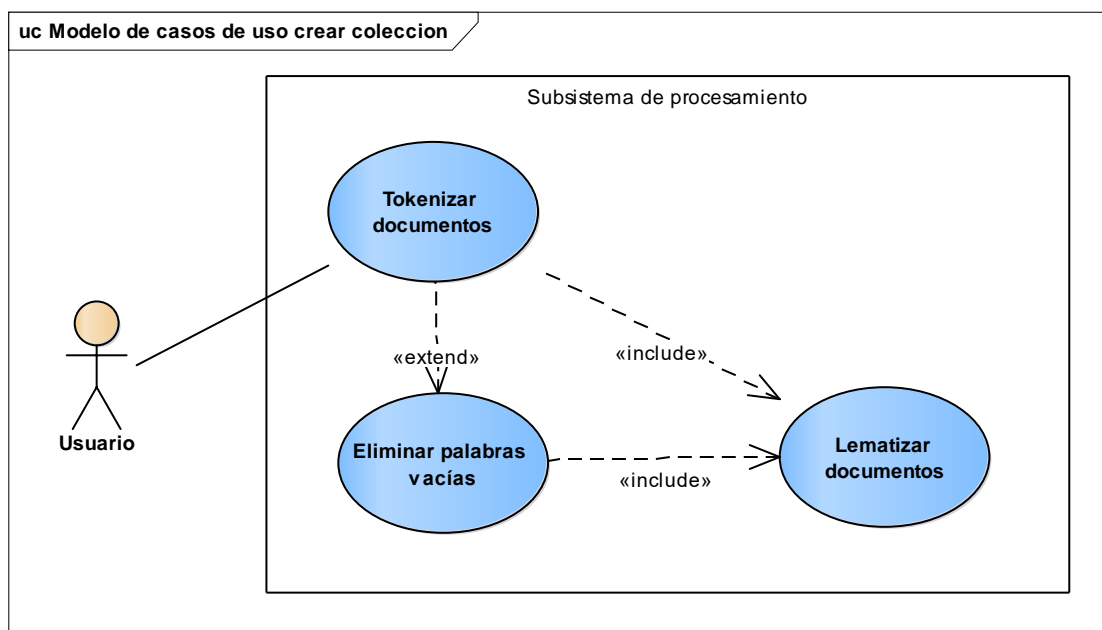 uc Modelo de casos de uso crear coleccion
Subsistema de procesamiento
Tokenizar
documentos
«include»
«extend»
Usuario
Eliminar palabras
vacías
Lematizar
documentos
«include»